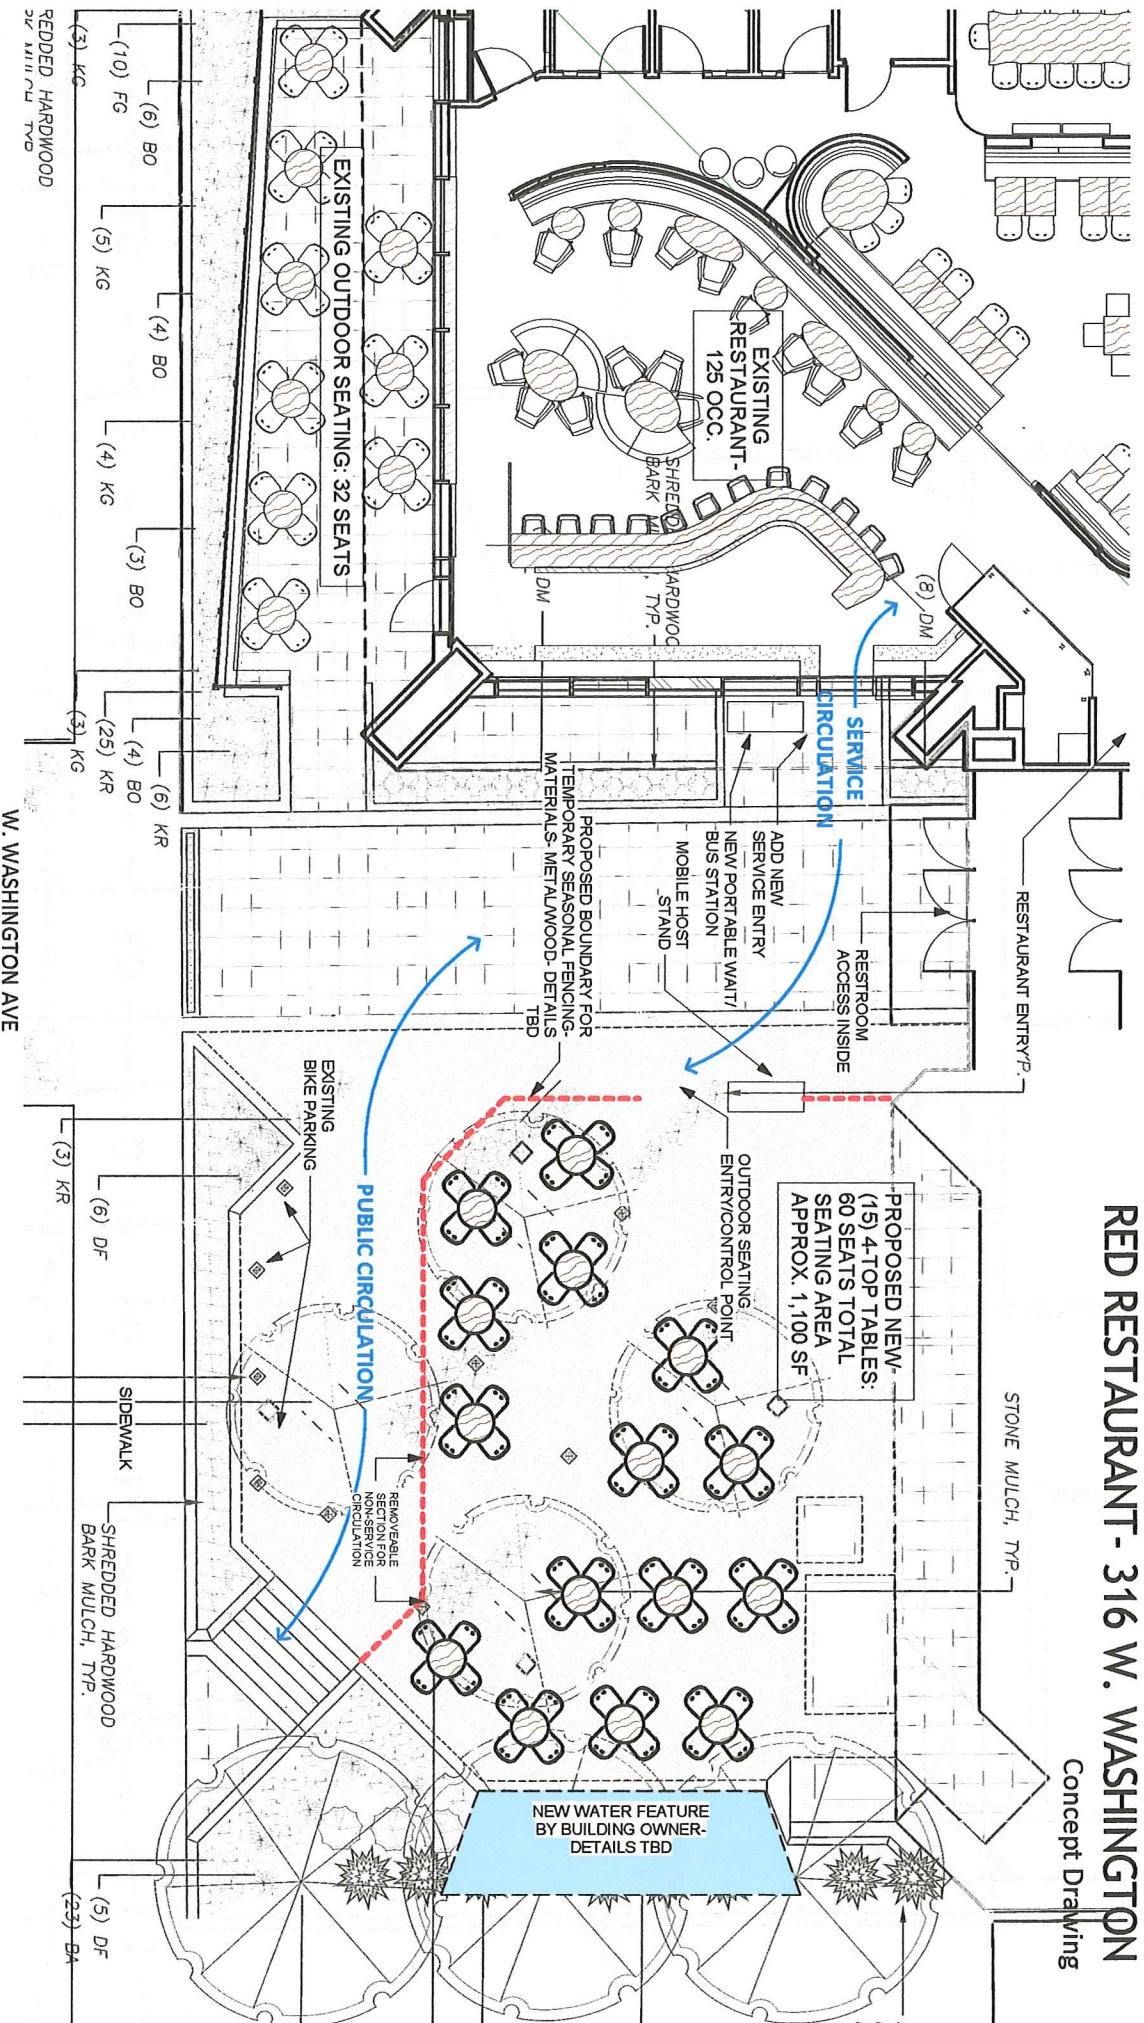 RED RESTAURANT- 316 W. WASHINGTON
Concept Drawing
EXISTING
RESTAURANT-
125 OCC.
EXISTING OUTDOOR SEATING: 32 SEATS
(8) DM
DM
SERVICE
CIRCULATION
RESTAURANT ENTRY
RESTROOM
ACCESS INSIDE
ADD NEW
SERVICE ENTRY
NEW PORTABLE WAIT/
BUS STATION
MOBILE HOST
STAND
PROPOSED BOUNDARY FOR
TEMPORARY SEASONAL FENCING-
MATERIALS- METAL/WOOD- DETAILS
TBD
PROPOSED NEW-
(15) 4-TOP TABLES:
60 SEATS TOTAL
SEATING AREA
APPROX. 1,100 SF
OUTDOOR SEATING
ENTRY/CONTROL POINT
STONE MULCH, TYP.
EXISTING
BIKE PARKING
PUBLIC CIRCULATION
REMOVEABLE
SECTION FOR
NON-SERVICE
CIRCULATION
NEW WATER FEATURE
BY BUILDING OWNER-
DETAILS TBD
(6) BO
(10) FG
(3) KG
REDDED HARDWOOD
(5) KG
(4) BO
(4) KG
(3) BO
(6) KR
(4) BO
(25) KR
(3) KG
W. WASHINGTON AVE
(6) DF
(3) KR
SIDEWALK
SHREDDED HARDWOOD
BARK MULCH, TYP.
(5) DF
(23) BA